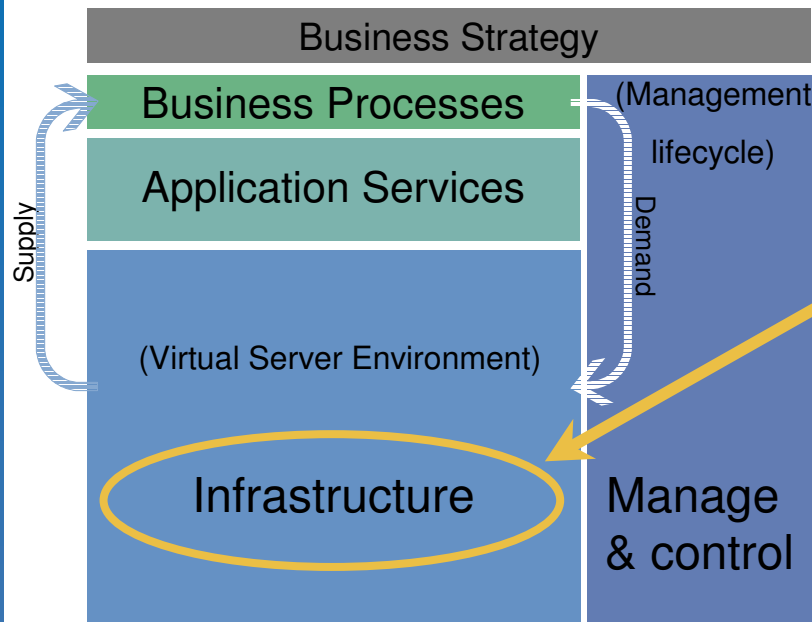 Business Strategy
Business Processes
(Management
lifecycle)
Application Services
Supply
Demand
(Virtual Server Environment)
Infrastructure
Manage
& control